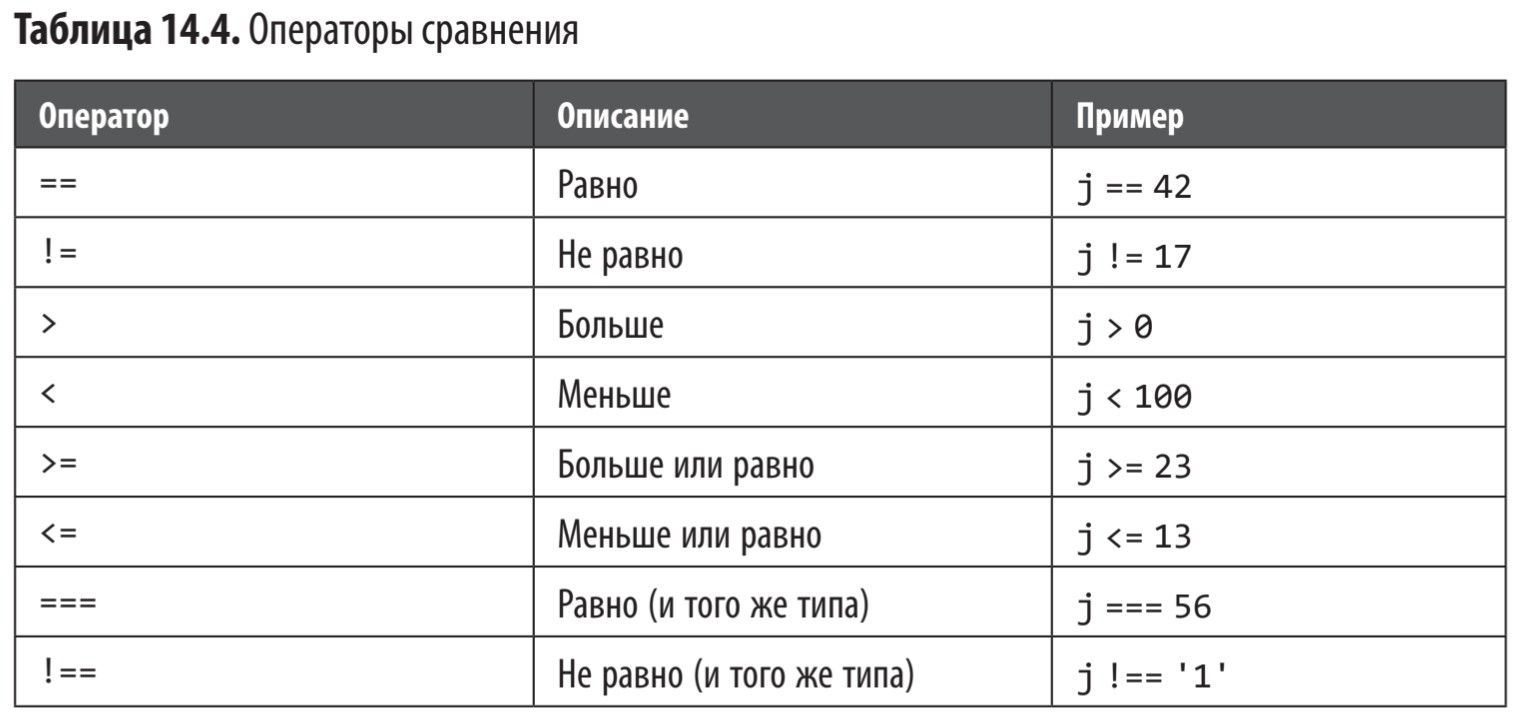 Таблица 14.4. Операторы сравнения
Оператор Описание Пример
== Равно j == 42
!= Не равно j != 17
> Больше j > 0
< Меньше j < 100
>= Больше или равно j >= 23
<= Меньше или равно j <= 13
=== Равно (и того же типа) j === 56
!== Не равно (и того же типа) j !== '1'